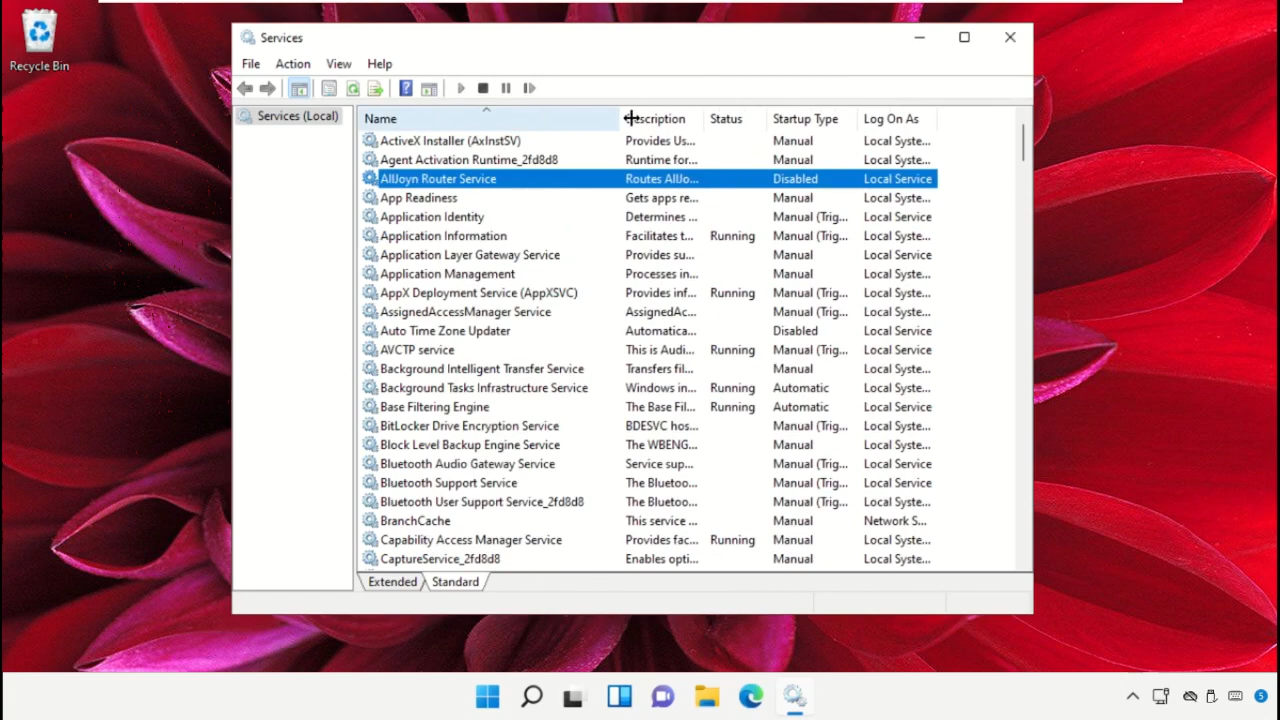 Recycle Bin
Services
File Action View Help
Services (Local)
Name scription Status Startup Type Log On As
ActiveX Installer (AxInstSV) Provides Us... Manual Local Syste...
Agent Activation Runtime_2fd8d8 Runtime for... Manual Local Syste...
AllJoyn Router Service Routes AllJo... Disabled Local Service
App Readiness Gets apps re... Manual Local Syste...
Application Identity Determines ... Manual (Trig... Local Service
Application Information Facilitates t... Running Manual (Trig... Local Syste...
Application Layer Gateway Service Provides su... Manual Local Service
Application Management Processes in... Manual Local Syste...
AppX Deployment Service (AppXSVC) Provides inf... Running Manual (Trig... Local Syste...
AssignedAccessManager Service AssignedAc... Manual (Trig... Local Syste...
Auto Time Zone Updater Automatica... Disabled Local Service
AVCTP service This is Audi... Running Manual (Trig... Local Service
Background Intelligent Transfer Service Transfers fil... Manual Local Syste...
Background Tasks Infrastructure Service Windows in... Running Automatic Local Syste...
Base Filtering Engine The Base Fil... Running Automatic Local Service
BitLocker Drive Encryption Service BDESVC hos... Manual (Trig... Local Syste...
Block Level Backup Engine Service The WBENG... Manual Local Syste...
Bluetooth Audio Gateway Service Service sup... Manual (Trig... Local Service
Bluetooth Support Service The Bluetoo... Manual (Trig... Local Service
Bluetooth User Support Service_2fd8d8 The Bluetoo... Manual (Trig... Local Syste...
BranchCache This service ... Manual Network S...
Capability Access Manager Service Provides fac... Running Manual Local Syste...
CaptureService_2fd8d8 Enables opti... Manual Local Syste...
Extended Standard
5